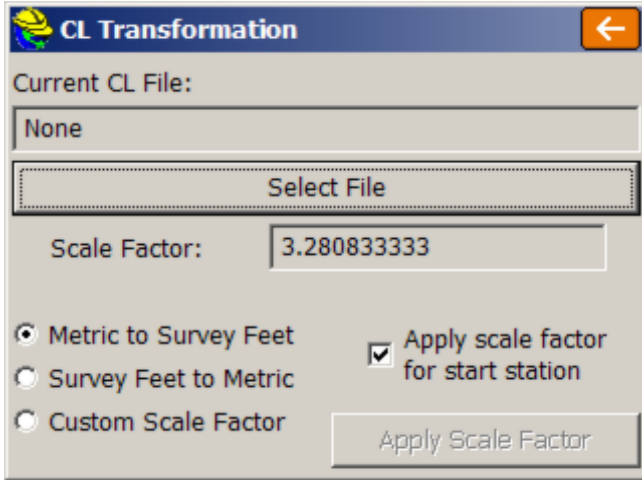 CL Transformation
Current CL File:
None
Select File
Scale Factor:
3.280833333
Metric to Survey Feet
Survey Feet to Metric
Custom Scale Factor
Apply scale factor
for start station
Apply Scale Factor